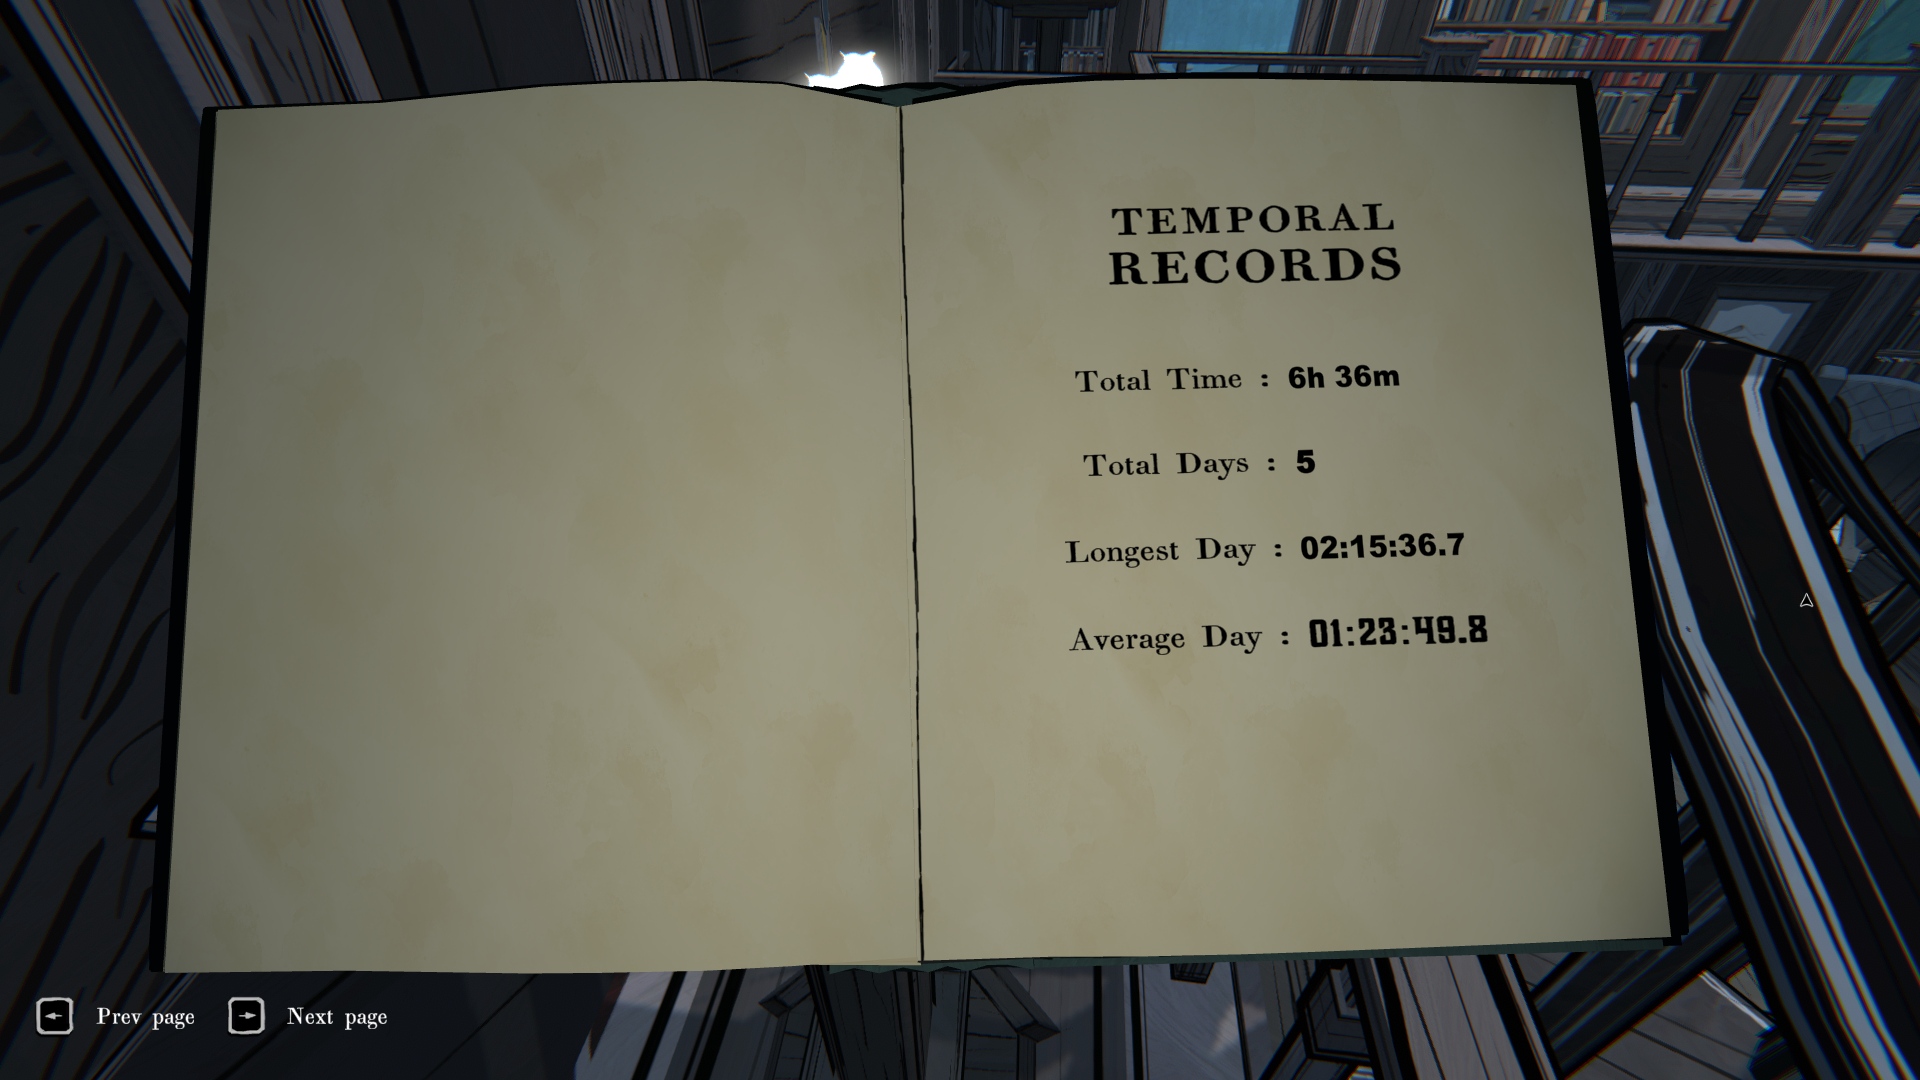 TEMPORAL
RECORDS
Total Time : 6h 36m
Total Days : 5
Longest Day : 02:15:36.7
Average Day : 01:23:49.8
Prev page
Next page